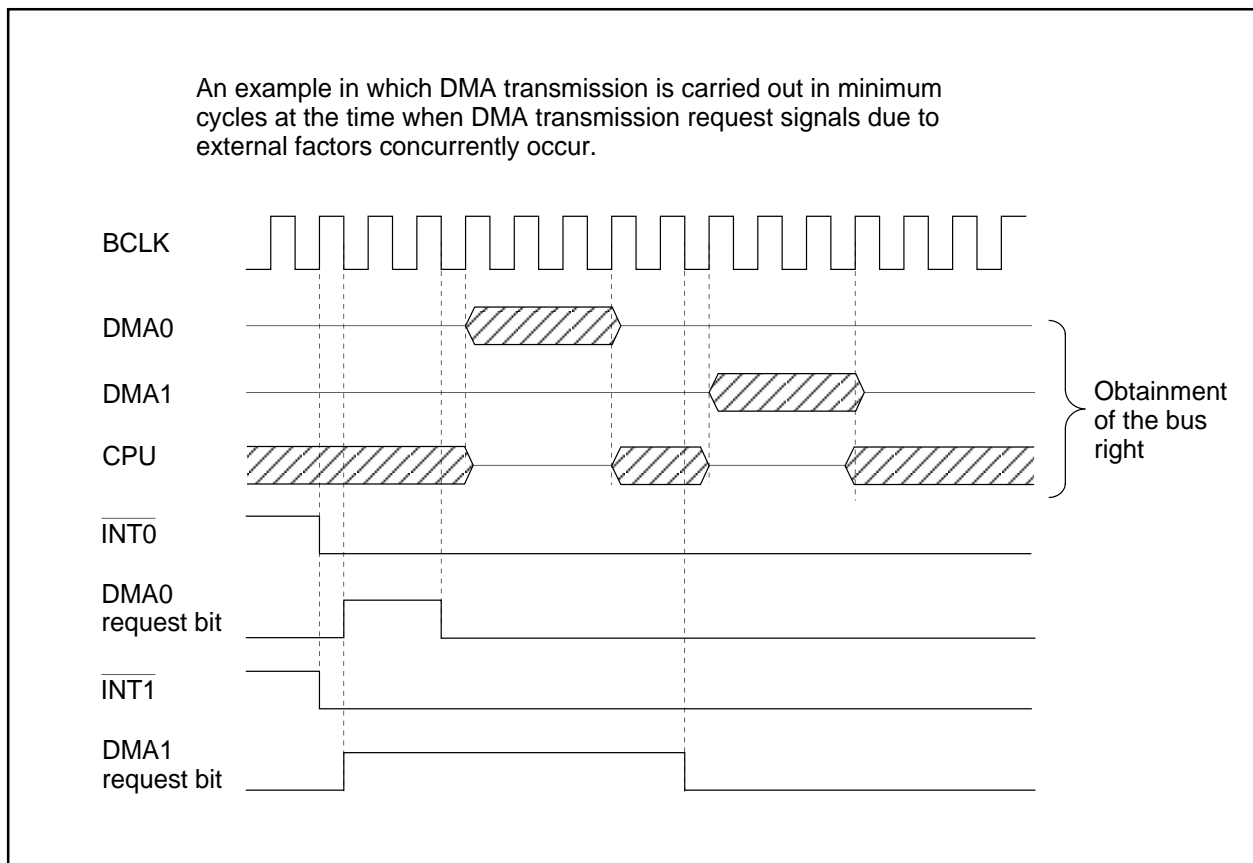 An example in which DMA transmission is carried out in minimum
cycles at the time when DMA transmission request signals due to
external factors concurrently occur.
BCLK
DMA0
DMA1
CPU
Obtainment
of the bus
right
INT0
DMA0
request bit
INT1
DMA1
request bit